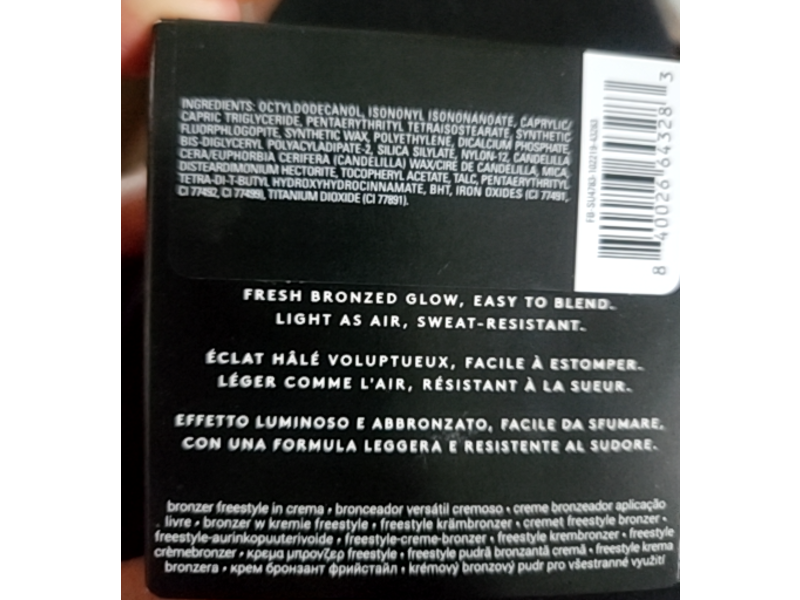 INGREDIENTS: OCTYLDODECANOL, ISONONYL ISONONANOATE, CAPRYLIC/
CAPRIC TRIGLYCERIDE, PENTAERYTHRITYL TETRAISOSTEARATE, SYNTHETIC
FLUORPHLOGOPITE, SYNTHETIC WAX, POLYETHYLENE, DICALCIUM PHOSPHATE,
BIS-DIGLYCERYL POLYACYLADIPATE-2, SILICA SILYLATE, NYLON-12, CANDELILLA
CERA/EUPHORBIA CERIFERA (CANDELILLA) WAX/CIRE DE CANDELILLA, MICA,
DISTEARDIMONIUM HECTORITE, TOCOPHERYL ACETATE, TALC, PENTAERYTHRITYL
TETRA-DI-T-BUTYL HYDROXYHYDROCINNAMATE, BHT, IRON OXIDES (CI 77491,
CI 77492, CI 77499), TITANIUM DIOXIDE (CI 77891).
8 40026 64328 3
FRESH BRONZED GLOW, EASY TO BLEND.
LIGHT AS AIR, SWEAT-RESISTANT.
ÉCLAT HÂLÉ VOLUPTUEUX, FACILE À ESTOMPER.
LÉGER COMME L'AIR, RÉSISTANT À LA SUEUR.
EFFETTO LUMINOSO E ABBRONZATO, FACILE DA SFUMARE,
CON UNA FORMULA LEGGERA E RESISTENTE AL SUDORE.
bronzer freestyle in crema • bronceador versátil cremoso • creme bronzeador aplicação
livre • bronzer w kremie freestyle • freestyle krämbronzer • cremet freestyle bronzer •
freestyle-aurinkopuuterivoide • freestyle-creme-bronzer • freestyle krembronzer • freestyle
crèmebronzer • κρεμα μπρονζερ freestyle • freestyle pudră bronzantă cremă • freestyle krema
bronzera • крем бронзант фрийстайл • krémový bronzový pudr pro všestranné využití